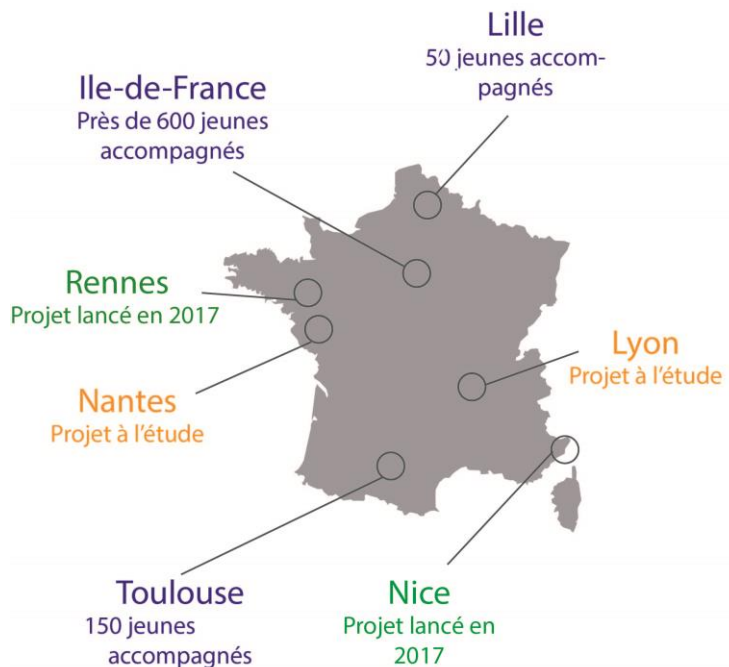 Lille
50 jeunes accom-
pagnés
Ile-de-France
Près de 600 jeunes
accompagnés
Rennes
Projet lancé en 2017
Lyon
Projet à l'étude
Nantes
Projet à l'étude
Toulouse
150 jeunes
accompagnés
Nice
Projet lancé en
2017